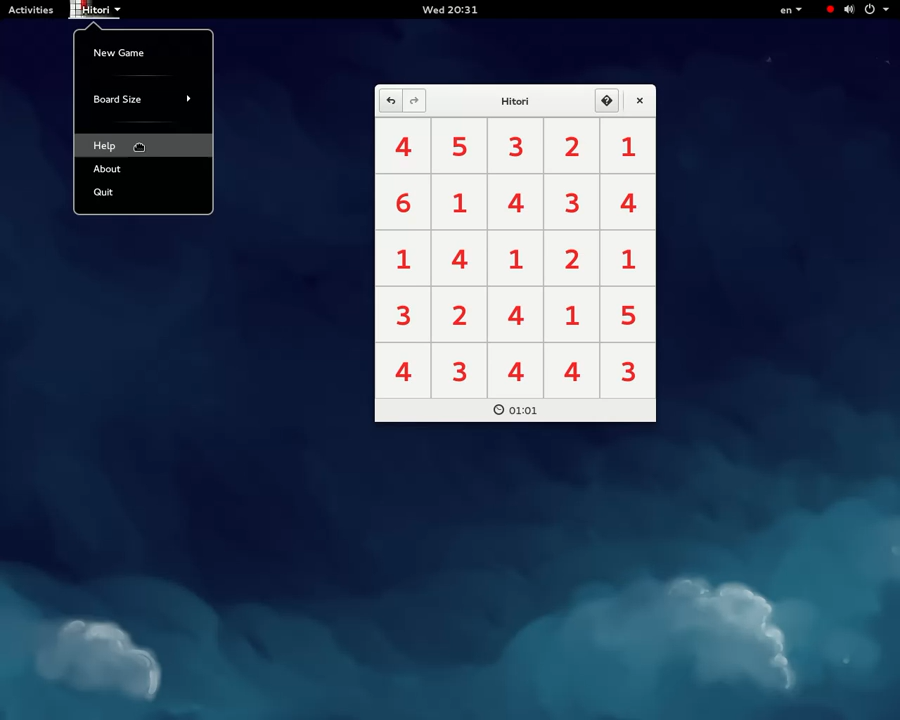 Activities Hitori Wed 20:31 en
New Game
Board Size
Help
About
Quit
Hitori
4 5 3 2 1
6 1 4 3 4
1 4 1 2 1
3 2 4 1 5
4 3 4 4 3
01:01